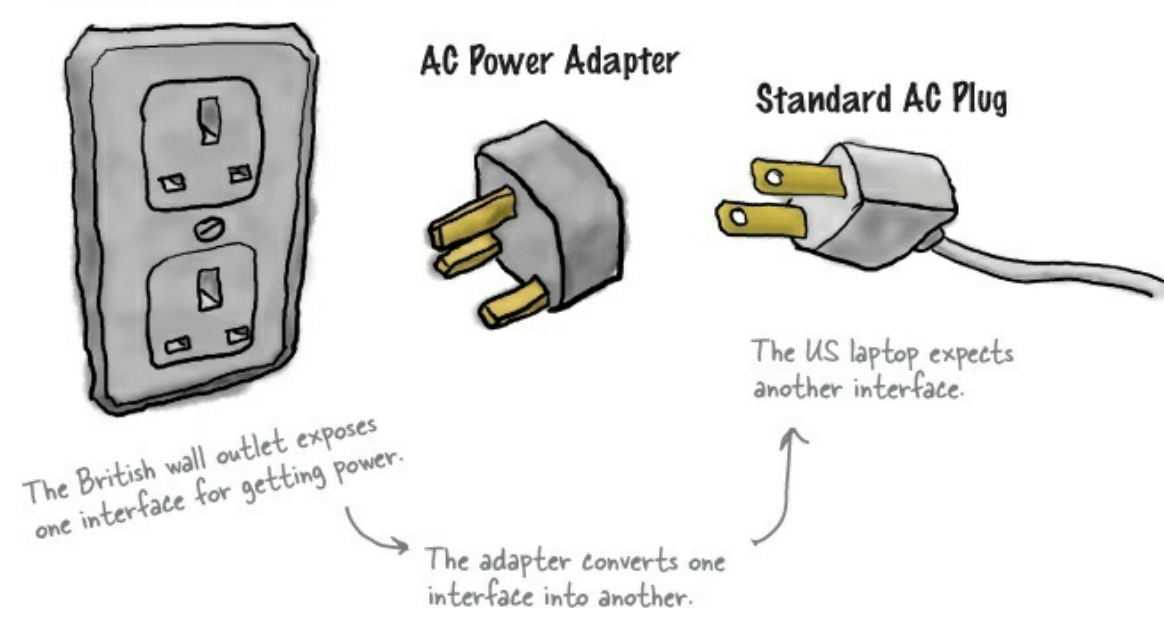 AC Power Adapter
Standard AC Plug
The British wall outlet exposes
one interface for getting power.
The adapter converts one
interface into another.
The US laptop expects
another interface.